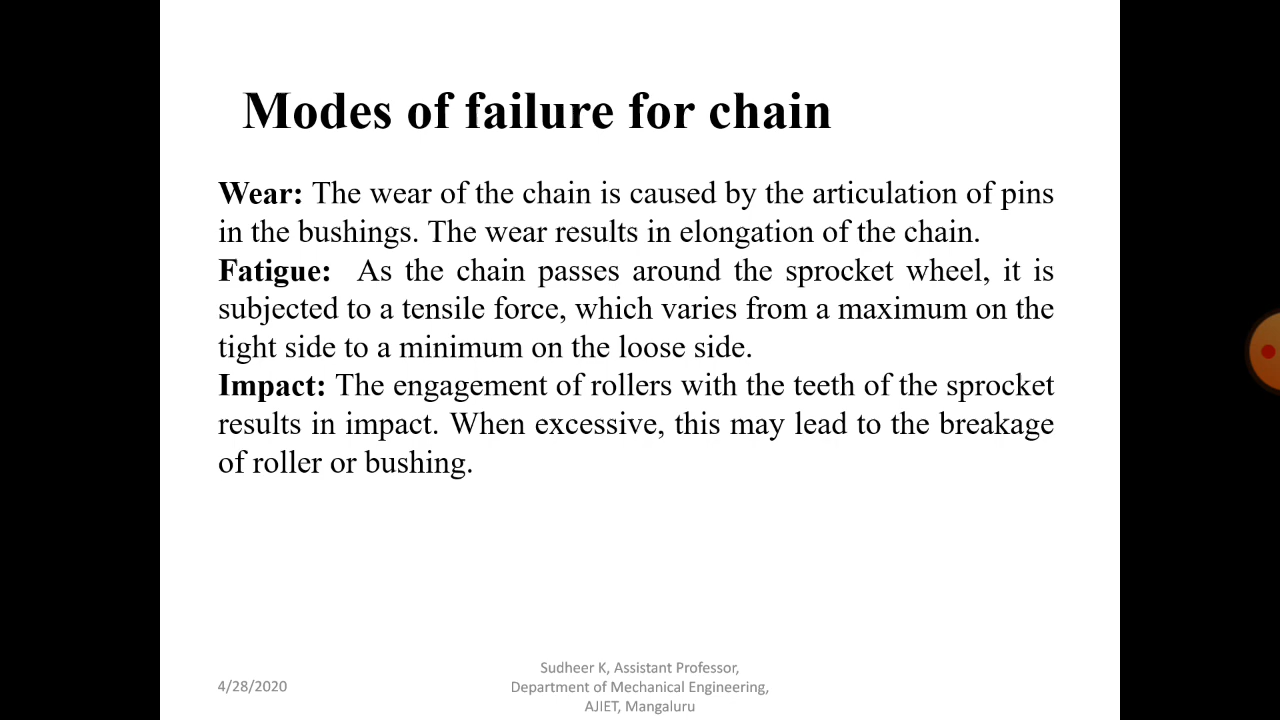 Modes of failure for chain
Wear: The wear of the chain is caused by the articulation of pins
in the bushings. The wear results in elongation of the chain.
Fatigue: As the chain passes around the sprocket wheel, it is
subjected to a tensile force, which varies from a maximum on the
tight side to a minimum on the loose side.
Impact: The engagement of rollers with the teeth of the sprocket
results in impact. When excessive, this may lead to the breakage
of roller or bushing.
4/28/2020
Sudheer K, Assistant Professor,
Department of Mechanical Engineering,
AJIET, Mangaluru